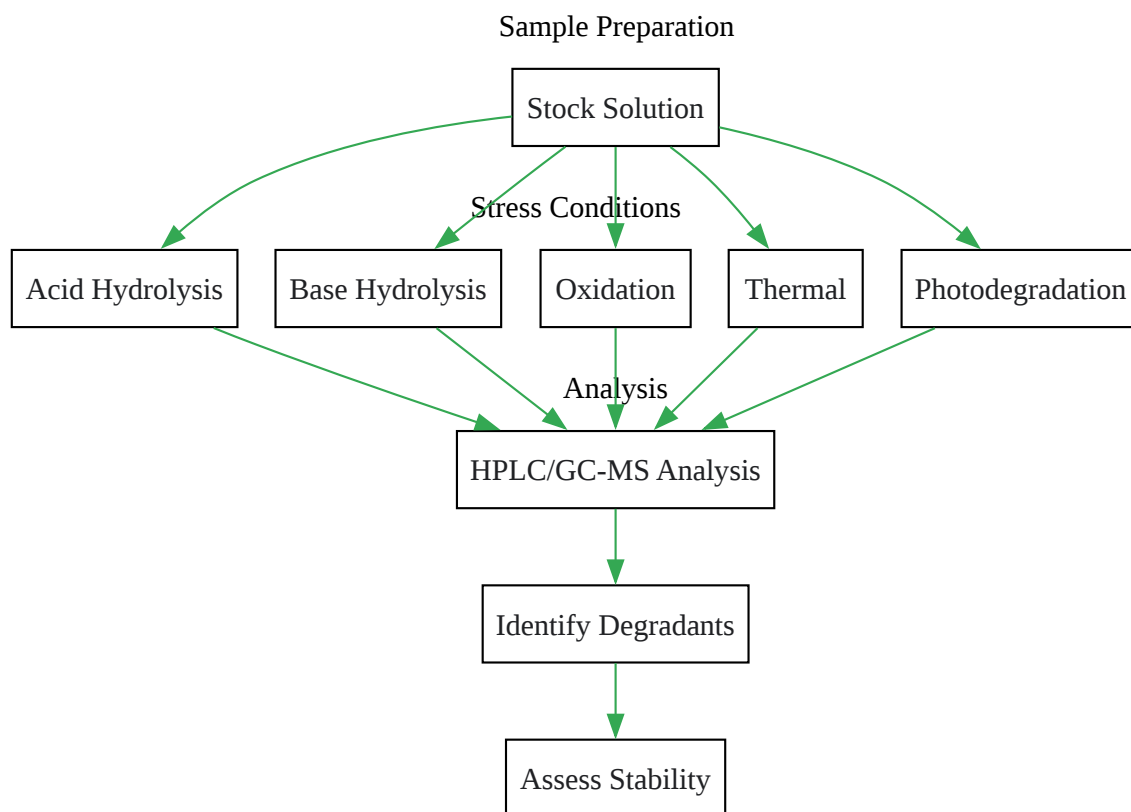 Sample Preparation
Stock Solution
Stress Conditions
Acid Hydrolysis
Base Hydrolysis
Oxidation
Thermal
Photodegradation
Analysis
HPLC/GC-MS Analysis
Identify Degradants
Assess Stability